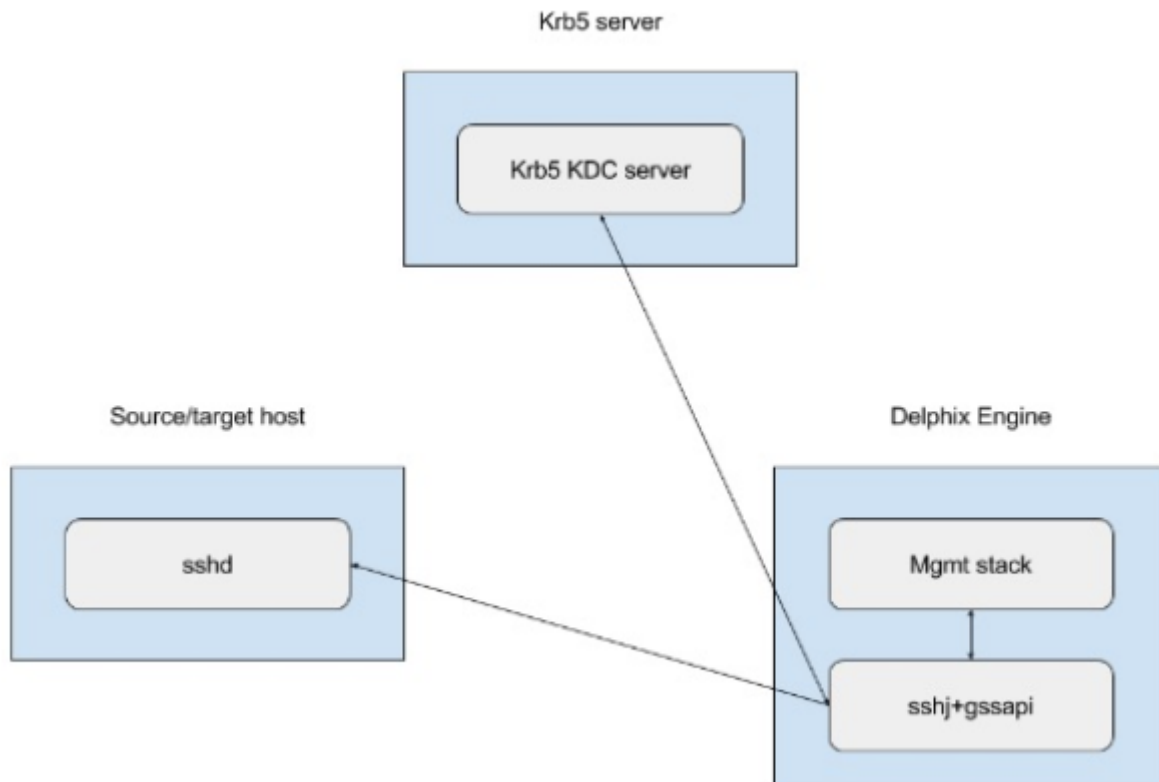 Krb5 server
Krb5 KDC server
Source/target host
Delphix Engine
sshd
Mgmt stack
sshj+gssapi